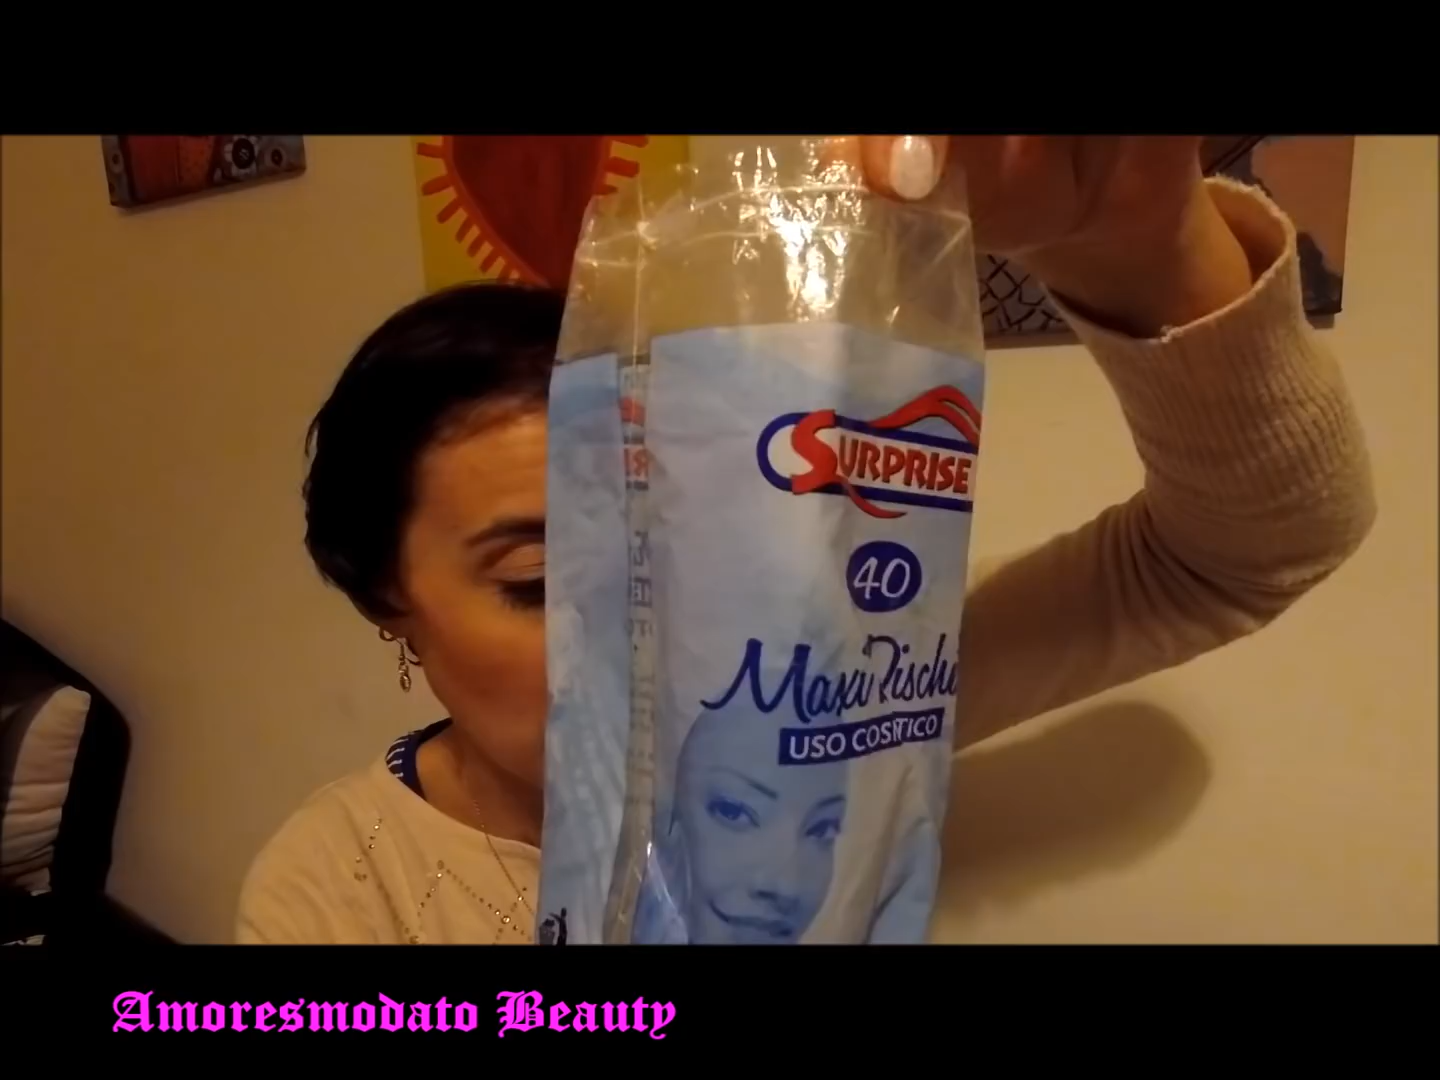 SURPRISE
40
Maxi Dischi
USO COSMETICO
Amoresmodato Beauty